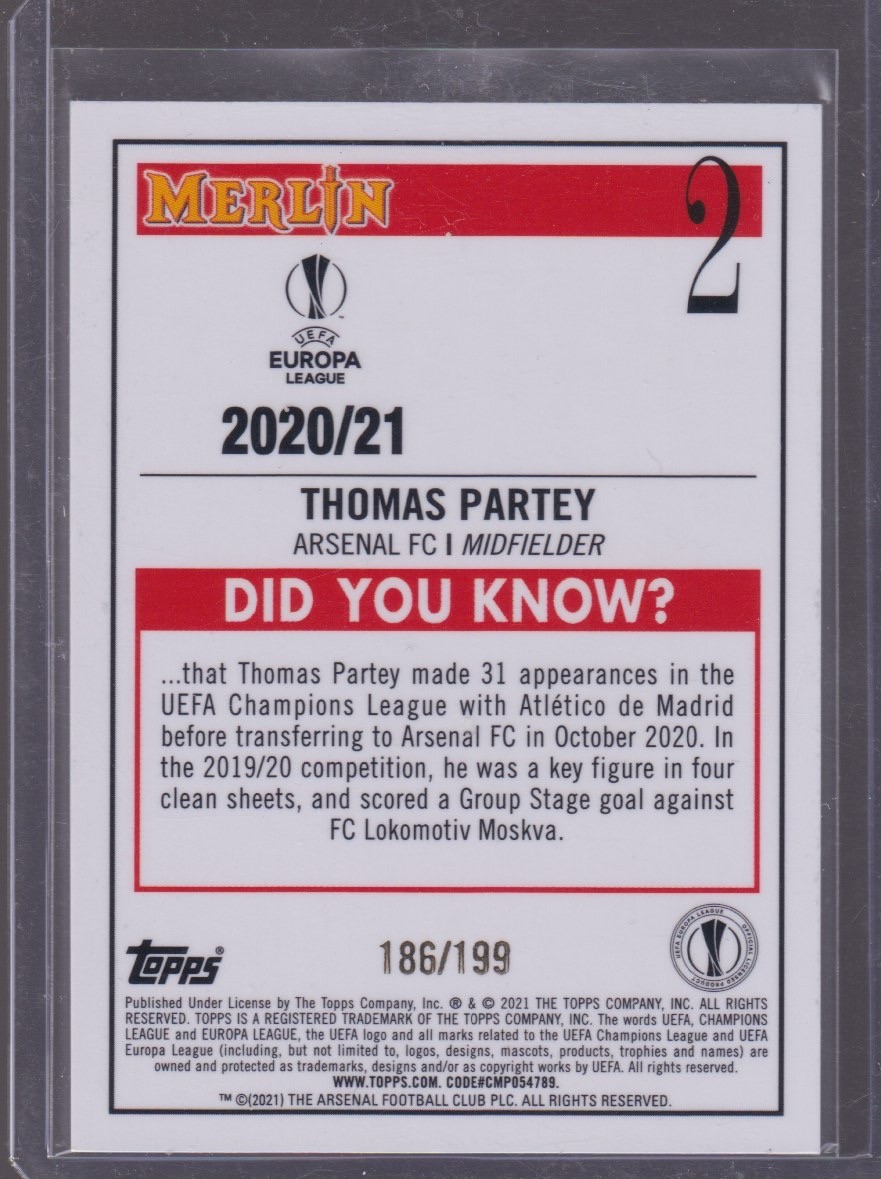 MERLIN
2
UEFA
EUROPA
LEAGUE
2020/21
THOMAS PARTEY
ARSENAL FC | MIDFIELDER
DID YOU KNOW?
...that Thomas Partey made 31 appearances in the
UEFA Champions League with Atlético de Madrid
before transferring to Arsenal FC in October 2020. In
the 2019/20 competition, he was a key figure in four
clean sheets, and scored a Group Stage goal against
FC Lokomotiv Moskva.
UEFA EUROPA LEAGUE OFFICIAL LICENSED PRODUCT
Topps®
186/199
Published Under License by The Topps Company, Inc. ® & © 2021 THE TOPPS COMPANY, INC. ALL RIGHTS
RESERVED. TOPPS IS A REGISTERED TRADEMARK OF THE TOPPS COMPANY, INC. The words UEFA, CHAMPIONS
LEAGUE and EUROPA LEAGUE, the UEFA logo and all marks related to the UEFA Champions League and UEFA
Europa League (including, but not limited to, logos, designs, mascots, products, trophies and names) are
owned and protected as trademarks, designs and/or as copyright works by UEFA. All rights reserved.
WWW.TOPPS.COM. CODE#CMP054789.
™ ©(2021) THE ARSENAL FOOTBALL CLUB PLC. ALL RIGHTS RESERVED.